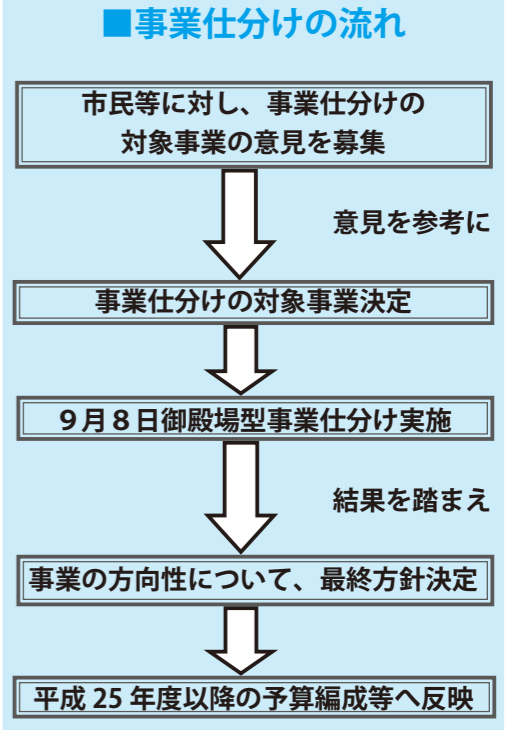 ■事業仕分けの流れ
市民等に対し、事業仕分けの
対象事業の意見を募集
意見を参考に
事業仕分けの対象事業決定
９月８日御殿場型事業仕分け実施
結果を踏まえ
事業の方向性について、最終方針決定
平成 25 年度以降の予算編成等へ反映